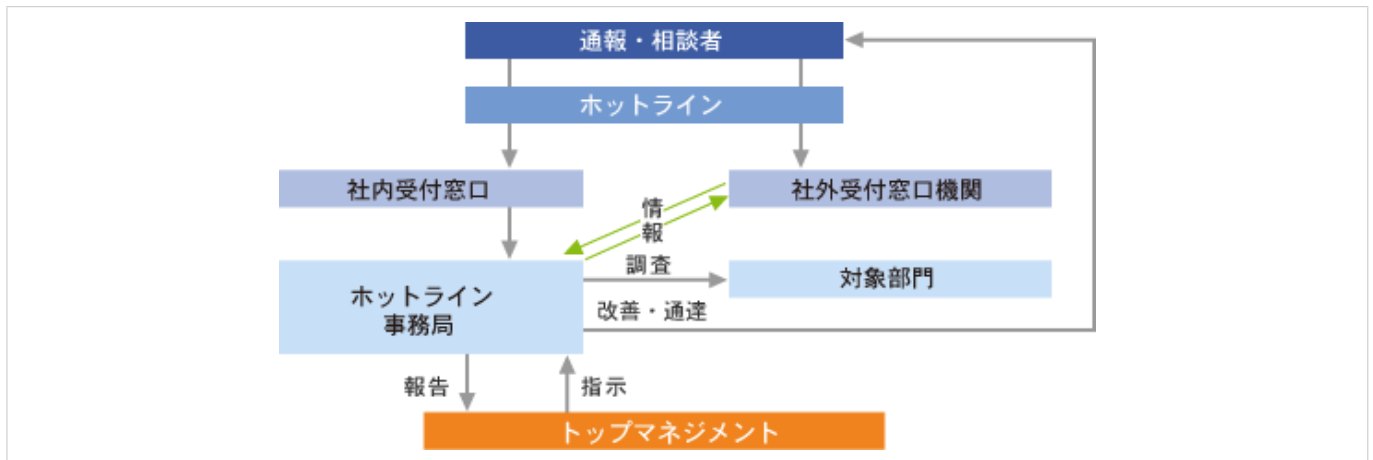 通報・相談者
ホットライン
社内受付窓口
社外受付窓口機関
情
報
調査
対象部門
ホットライン
事務局
改善・通達
報告
指示
トップマネジメント